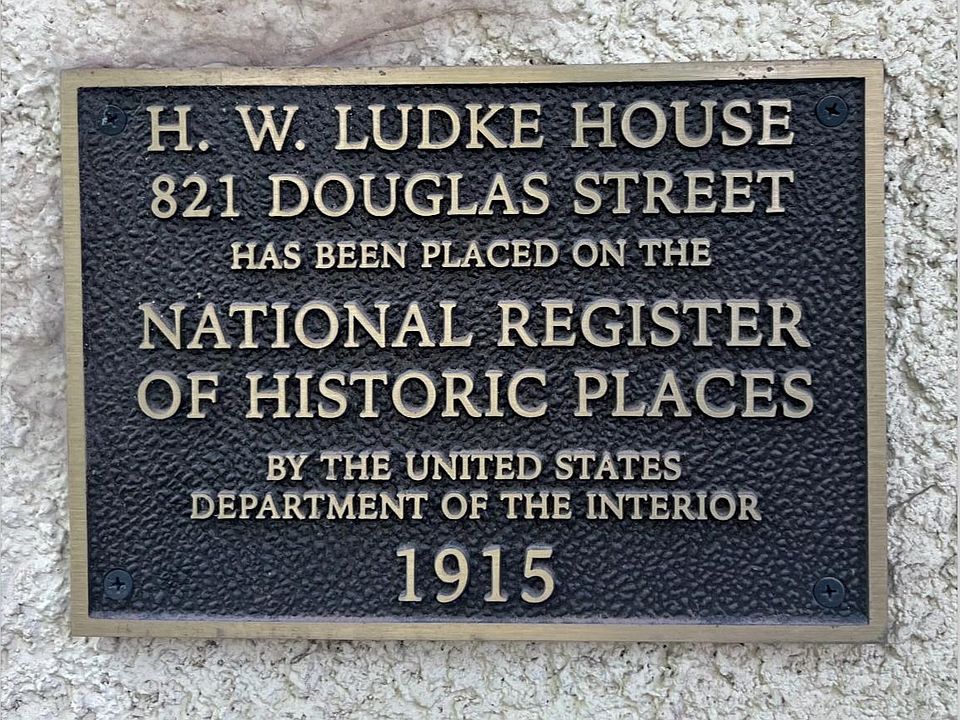 H. W. LUDKE HOUSE
821 DOUGLAS STREET
HAS BEEN PLACED ON THE
NATIONAL REGISTER
OF HISTORIC PLACES
BY THE UNITED STATES
DEPARTMENT OF THE INTERIOR
1915